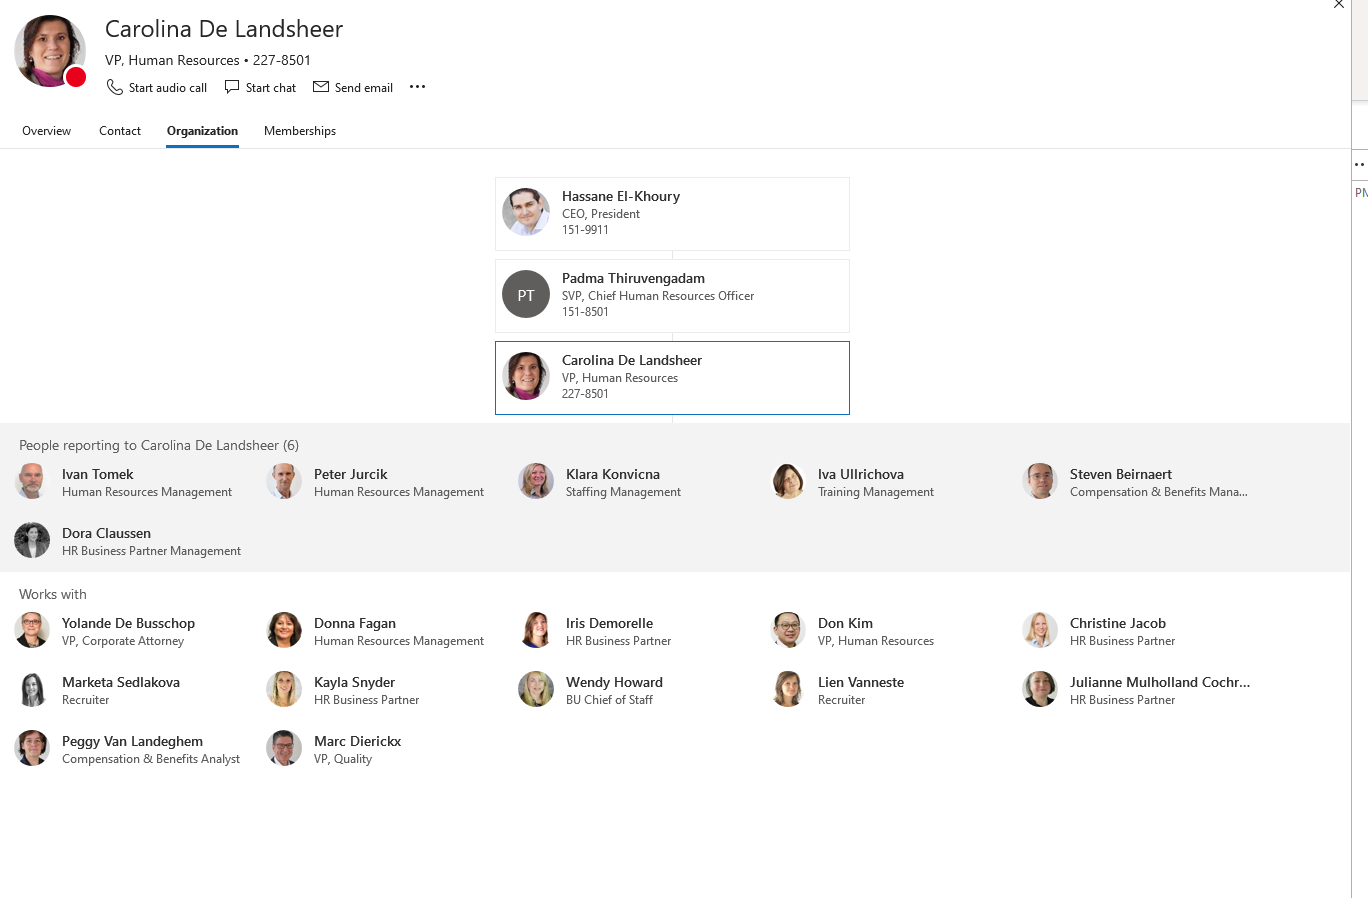 Carolina De Landsheer
VP, Human Resources • 227-8501
Start audio call Start chat Send email •••
Overview Contact Organization Memberships
Hassane El-Khoury
CEO, President
151-9911
PT
Padma Thiruvengadam
SVP, Chief Human Resources Officer
151-8501
Carolina De Landsheer
VP, Human Resources
227-8501
People reporting to Carolina De Landsheer (6)
Ivan Tomek
Human Resources Management
Peter Jurcik
Human Resources Management
Klara Konvicna
Staffing Management
Iva Ullrichova
Training Management
Steven Beirnaert
Compensation & Benefits Mana...
Dora Claussen
HR Business Partner Management
Works with
Yolande De Busschop
VP, Corporate Attorney
Donna Fagan
Human Resources Management
Iris Demorelle
HR Business Partner
Don Kim
VP, Human Resources
Christine Jacob
HR Business Partner
Marketa Sedlakova
Recruiter
Kayla Snyder
HR Business Partner
Wendy Howard
BU Chief of Staff
Lien Vanneste
Recruiter
Julianne Mulholland Cochr...
HR Business Partner
Peggy Van Landeghem
Compensation & Benefits Analyst
Marc Dierickx
VP, Quality